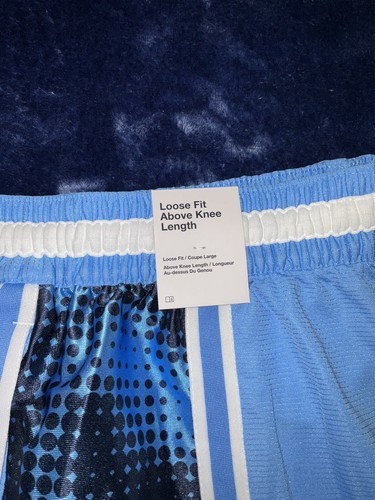 Loose Fit
Above Knee
Length
Loose Fit / Coupe Large
Above Knee Length / Longueur
Au-dessus Du Genou